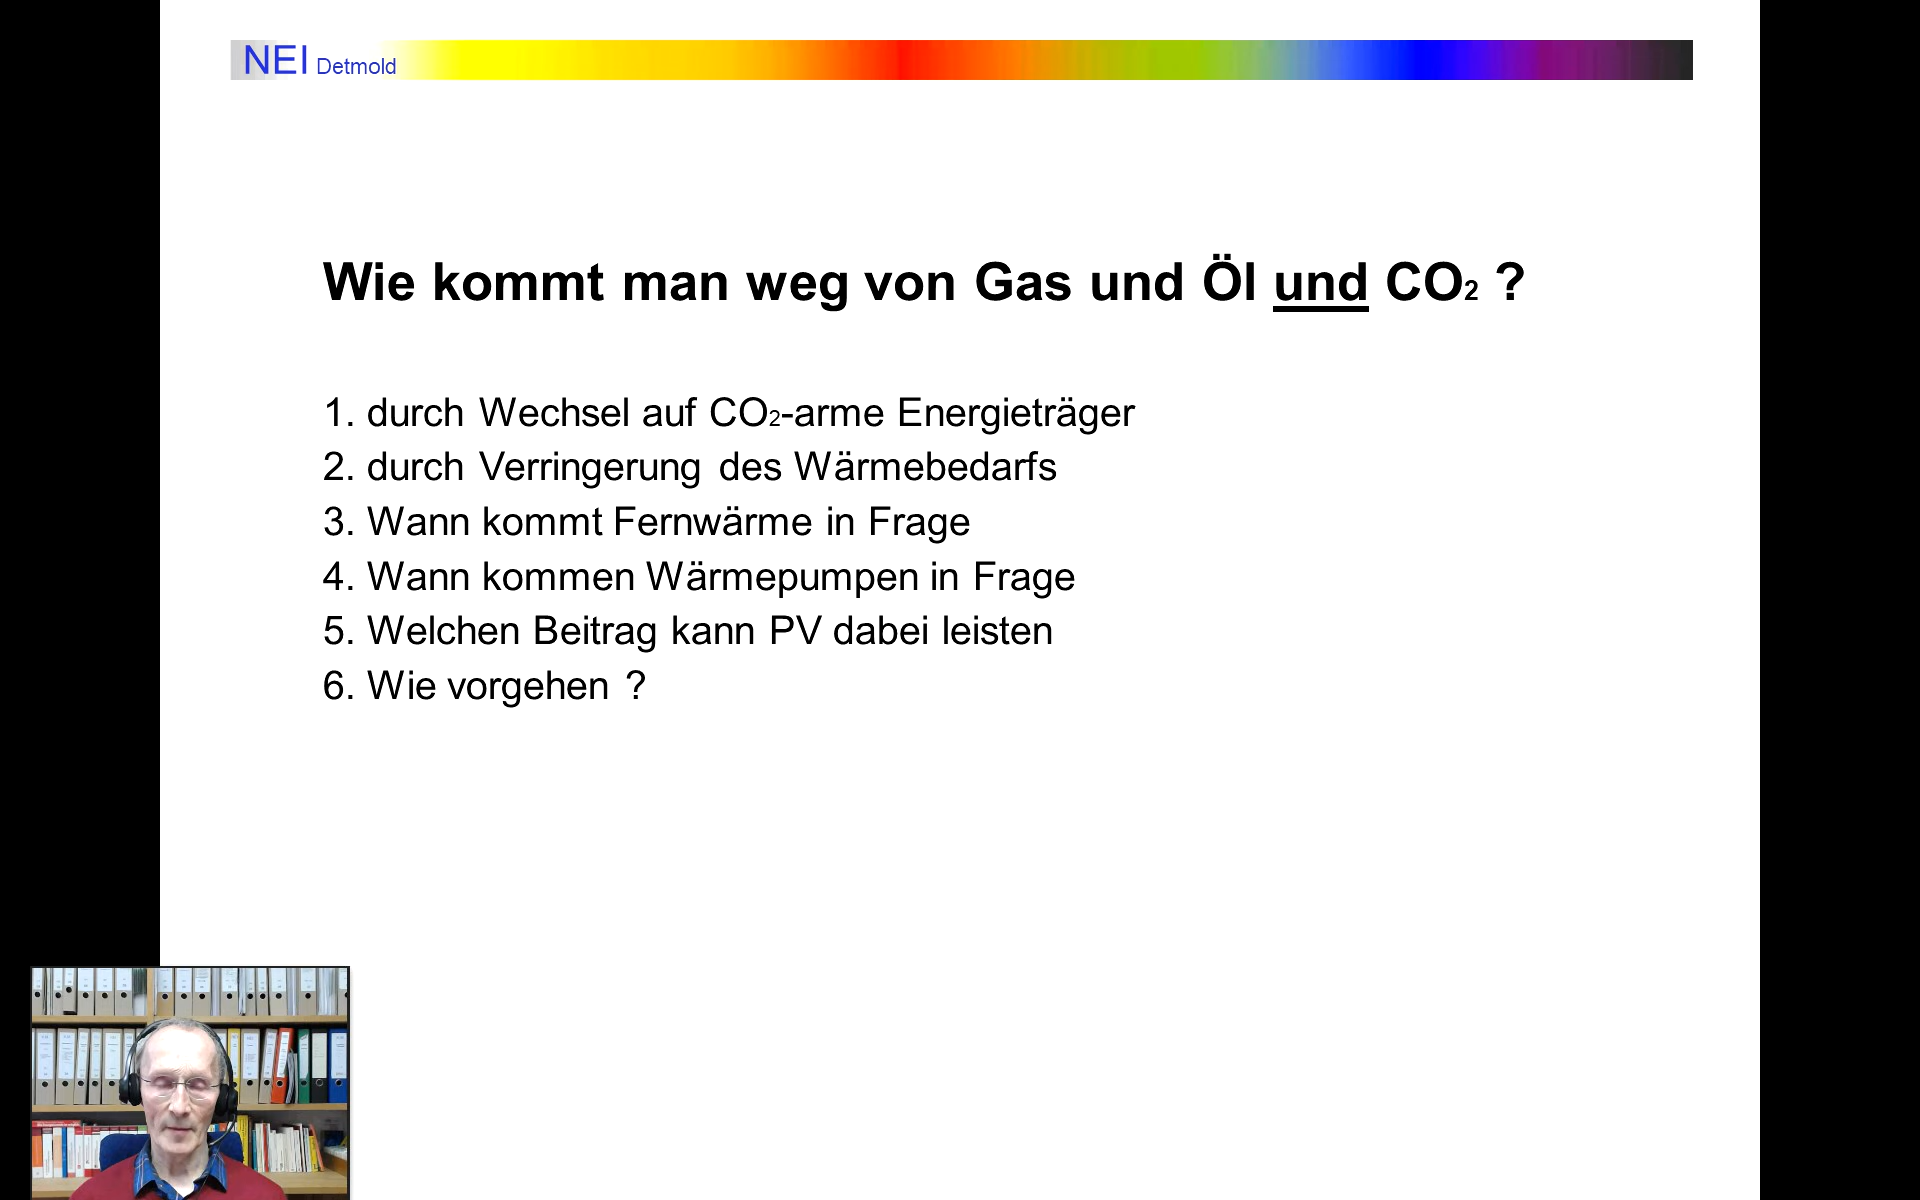 NEI Detmold
Wie kommt man weg von Gas und Öl und CO₂ ?
1. durch Wechsel auf CO₂-arme Energieträger
2. durch Verringerung des Wärmebedarfs
3. Wann kommt Fernwärme in Frage
4. Wann kommen Wärmepumpen in Frage
5. Welchen Beitrag kann PV dabei leisten
6. Wie vorgehen ?